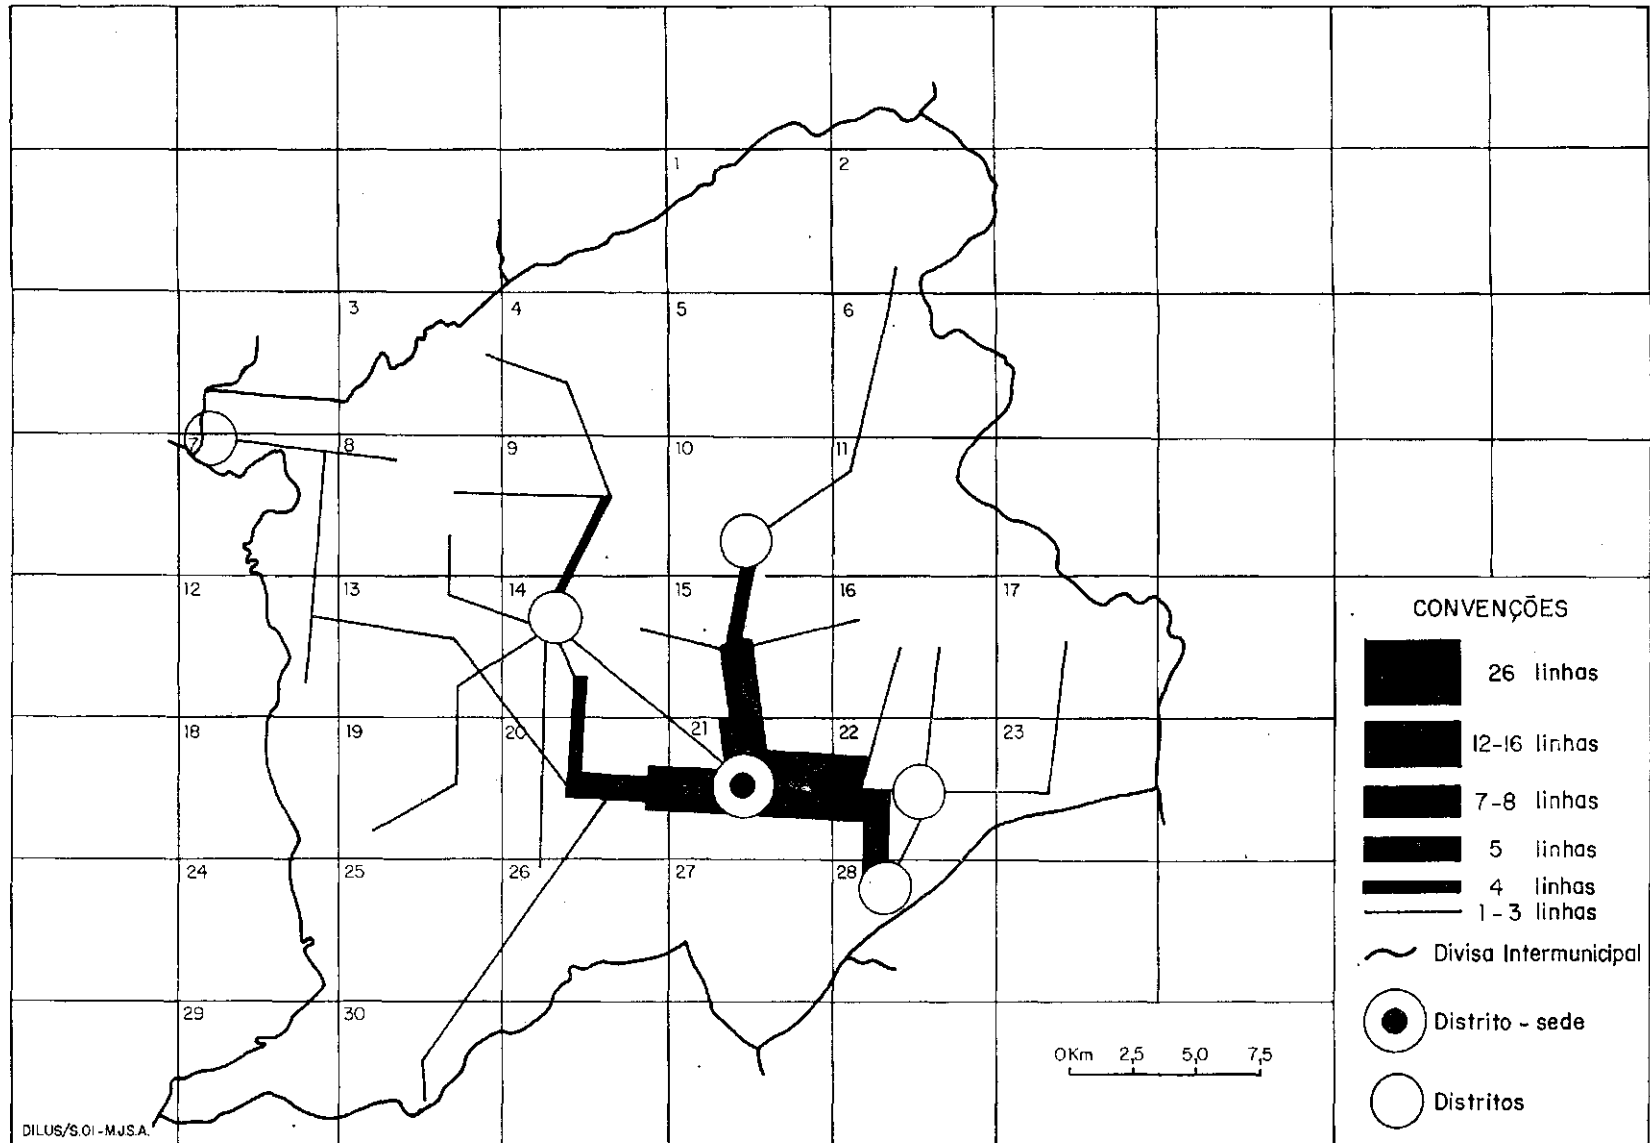 1 2
3 4 5 6
7 8 9 10 11
12 13 14 15 16 17
18 19 20 21 22 23
24 25 26 27 28
29 30
CONVENÇÕES
26 linhas
12-16 linhas
7-8 linhas
5 linhas
4 linhas
1-3 linhas
Divisa Intermunicipal
Distrito - sede
Distritos
0Km 2,5 5,0 7,5
DILUS/S.01-M.J.S.A.